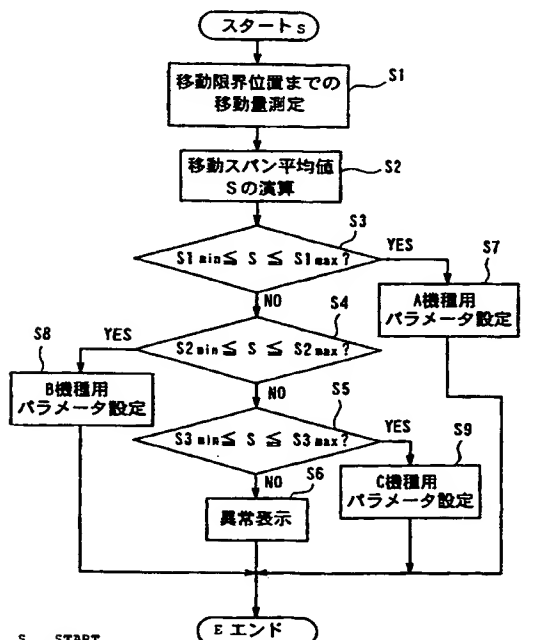 スタート S
移動限界位置までの
移動量測定
S1
移動スパン平均値
Sの演算
S2
S3
S1min≦ S ≦ S1max?
YES
S7
A機種用
パラメータ設定
NO
S4
S2min≦ S ≦ S2max?
YES
S8
B機種用
パラメータ設定
NO
S5
S3min≦ S ≦ S3max?
YES
S9
C機種用
パラメータ設定
NO
S6
異常表示
E エンド
S START